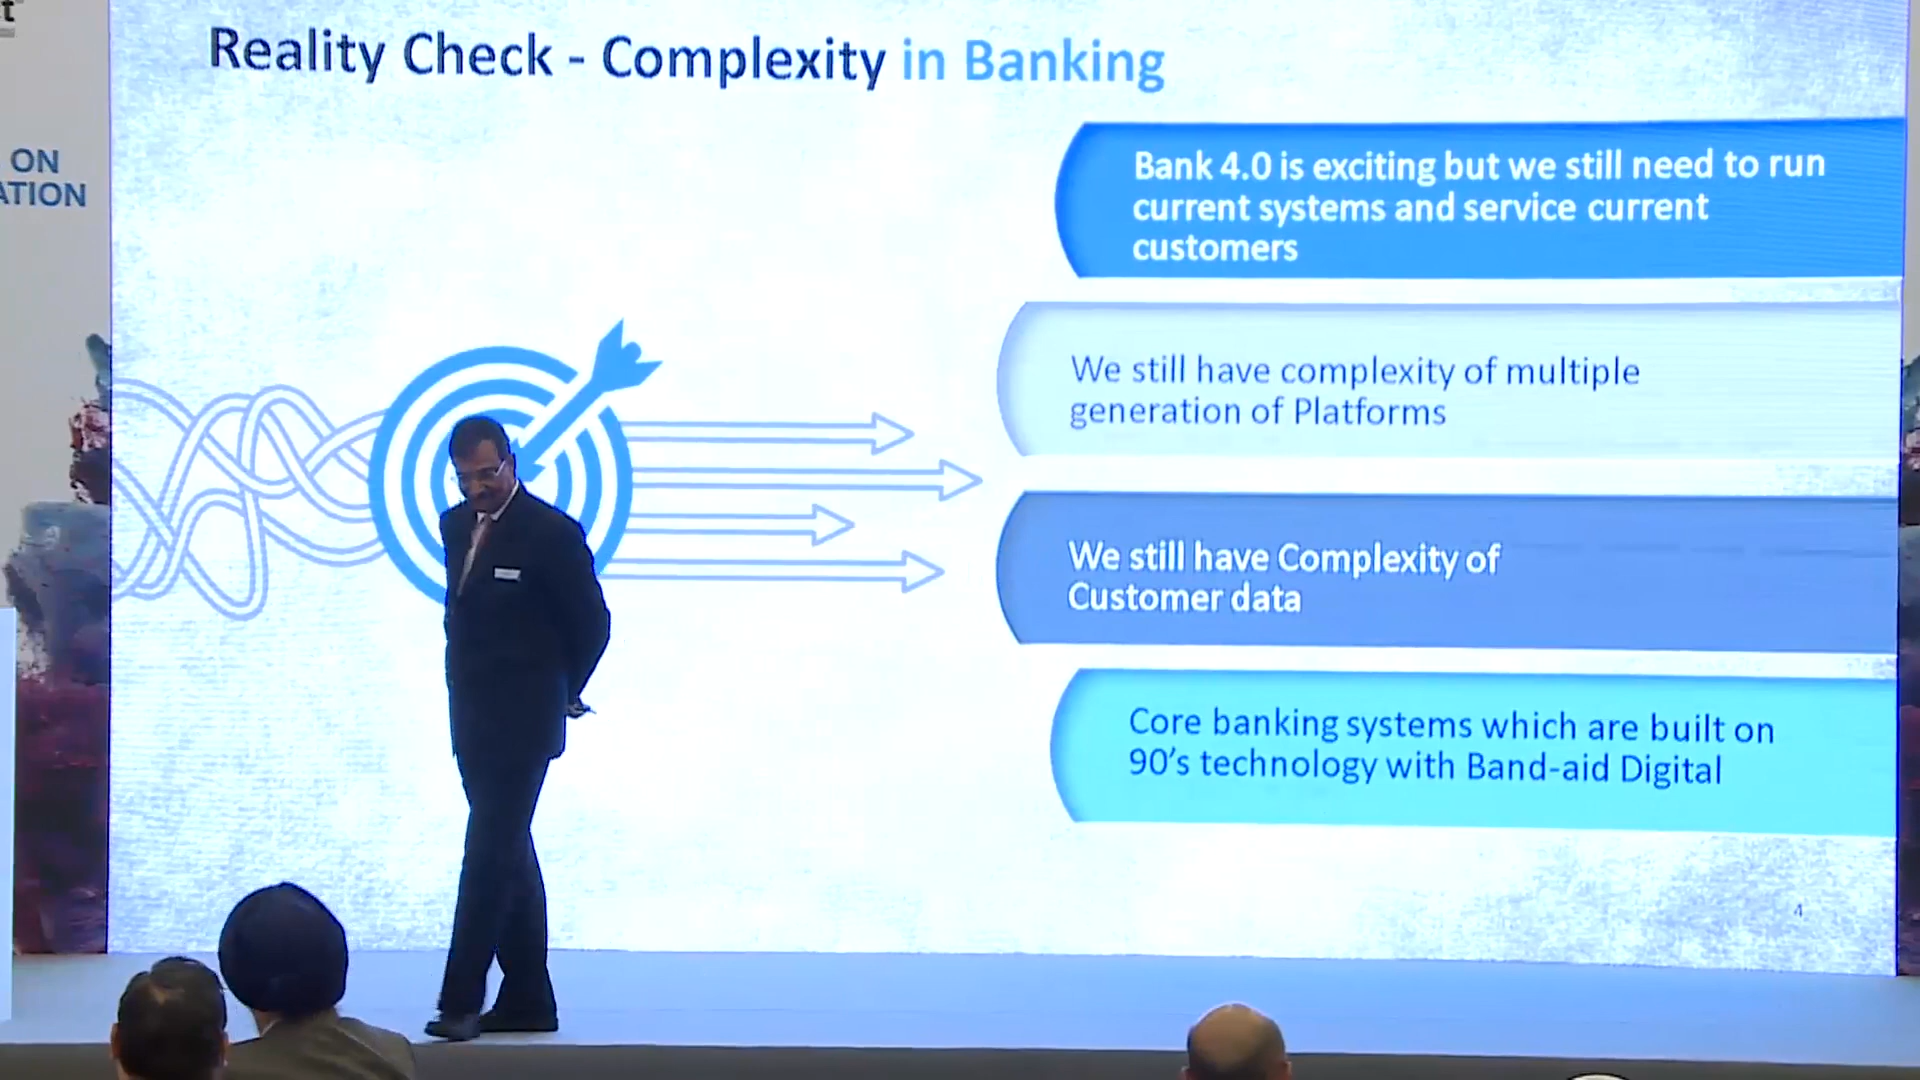 Reality Check - Complexity in Banking
ON
Bank 4.0 is exciting but we still need to run
current systems and service current
customers
We still have complexity of multiple
generation of Platforms
We still have Complexity of
Customer data
Core banking systems which are built on
90's technology with Band-aid Digital
4